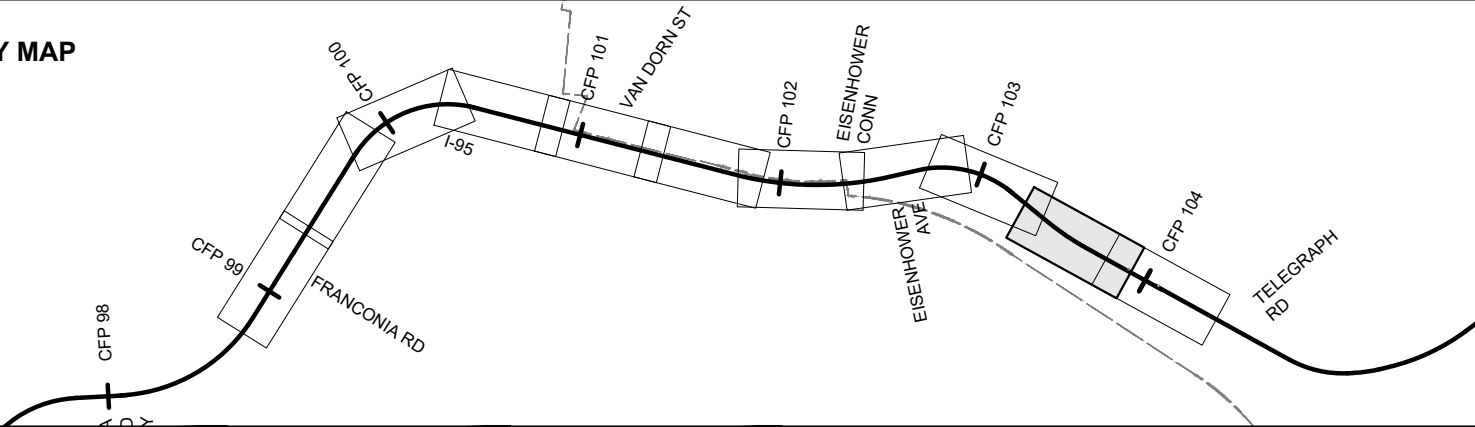 Y MAP
CFP 98
CFP 99
FRANCONIA RD
CFP 100
I-95
CFP 101
VAN DORN ST
CFP 102
EISENHOWER
CONN
EISENHOWER
AVE
CFP 103
CFP 104
TELEGRAPH
RD